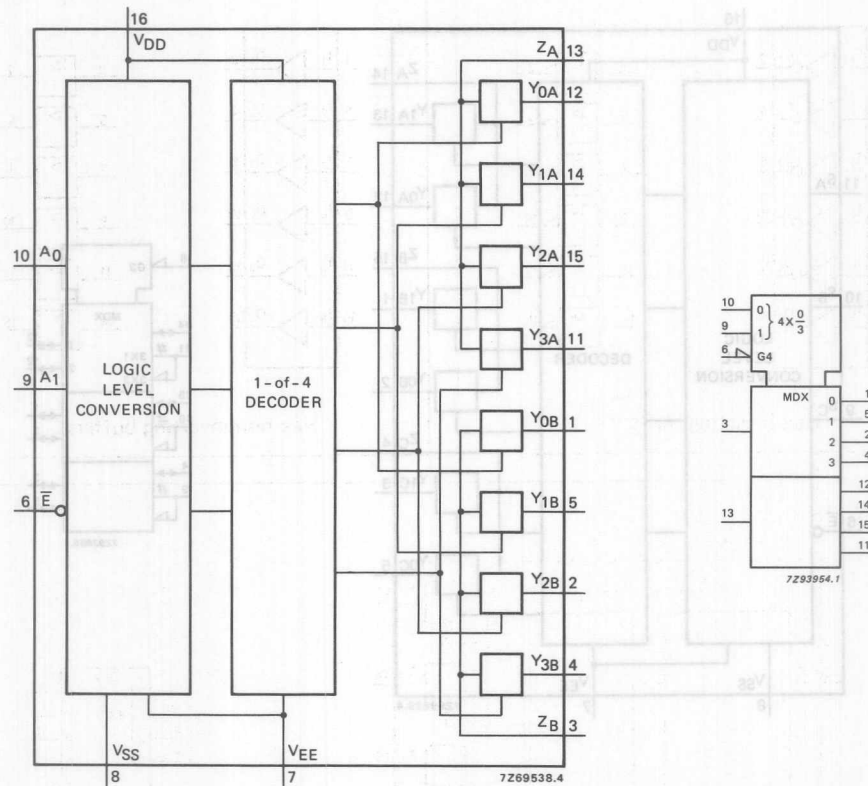 16
VDD
ZA 13
Y0A 12
Y1A 14
Y2A 15
Y3A 11
Y0B 1
Y1B 5
Y2B 2
Y3B 4
ZB 3
10 A0
9 A1
6 E̅
LOGIC
LEVEL
CONVERSION
1-of-4
DECODER
VSS
8
VEE
7
7Z69538.4
10 0
9 1
4X 0/3
6 G4
MDX
3
0 1
1 5
2 2
3 4
13
12
14
15
11
7Z93954.1